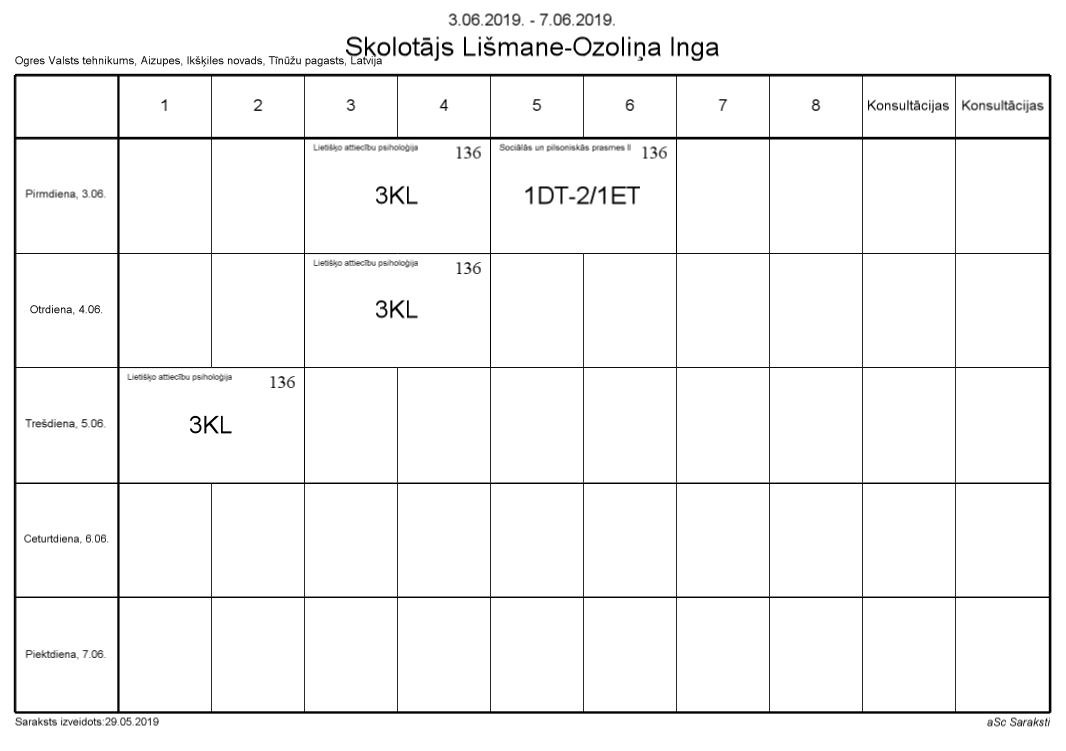 3.06.2019. - 7.06.2019.
Skolotājs Lišmane-Ozoliņa Inga
Ogres Valsts tehnikums, Aizupes, Ikšķiles novads, Tīnūžu pagasts, Latvija
1 2 3 4 5 6 7 8 Konsultācijas Konsultācijas
Lietišķo attiecību psiholoģija 136 Sociālās un pilsoniskās prasmes II 136
Pirmdiena, 3.06. 3KL 1DT-2/1ET
Lietišķo attiecību psiholoģija 136
Otrdiena, 4.06. 3KL
Lietišķo attiecību psiholoģija 136
Trešdiena, 5.06. 3KL
Ceturtdiena, 6.06.
Piektdiena, 7.06.
Saraksts izveidots:29.05.2019 aSc Saraksti